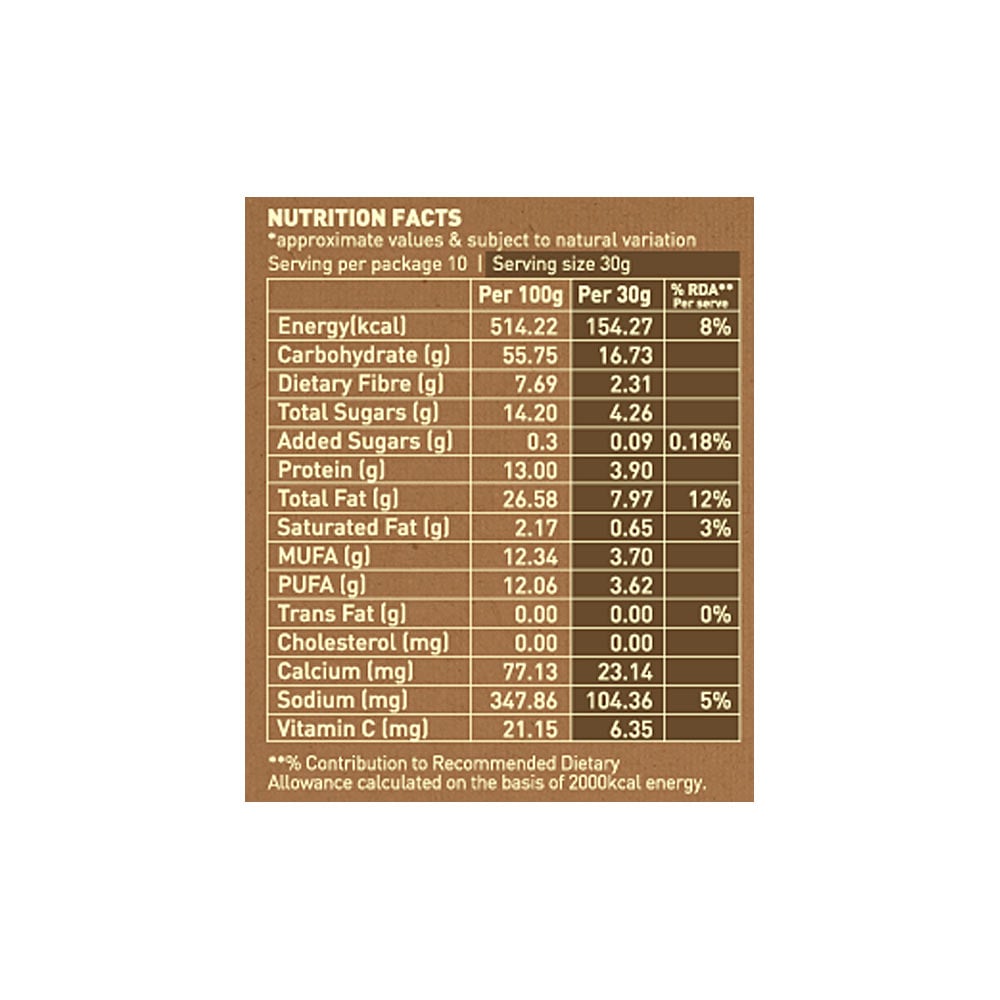 NUTRITION FACTS
*approximate values & subject to natural variation
Serving per package 10 | Serving size 30g
Per 100g Per 30g % RDA** Per serve
Energy(kcal) 514.22 154.27 8%
Carbohydrate (g) 55.75 16.73
Dietary Fibre (g) 7.69 2.31
Total Sugars (g) 14.20 4.26
Added Sugars (g) 0.3 0.09 0.18%
Protein (g) 13.00 3.90
Total Fat (g) 26.58 7.97 12%
Saturated Fat (g) 2.17 0.65 3%
MUFA (g) 12.34 3.70
PUFA (g) 12.06 3.62
Trans Fat (g) 0.00 0.00 0%
Cholesterol (mg) 0.00 0.00
Calcium (mg) 77.13 23.14
Sodium (mg) 347.86 104.36 5%
Vitamin C (mg) 21.15 6.35
**% Contribution to Recommended Dietary
Allowance calculated on the basis of 2000kcal energy.